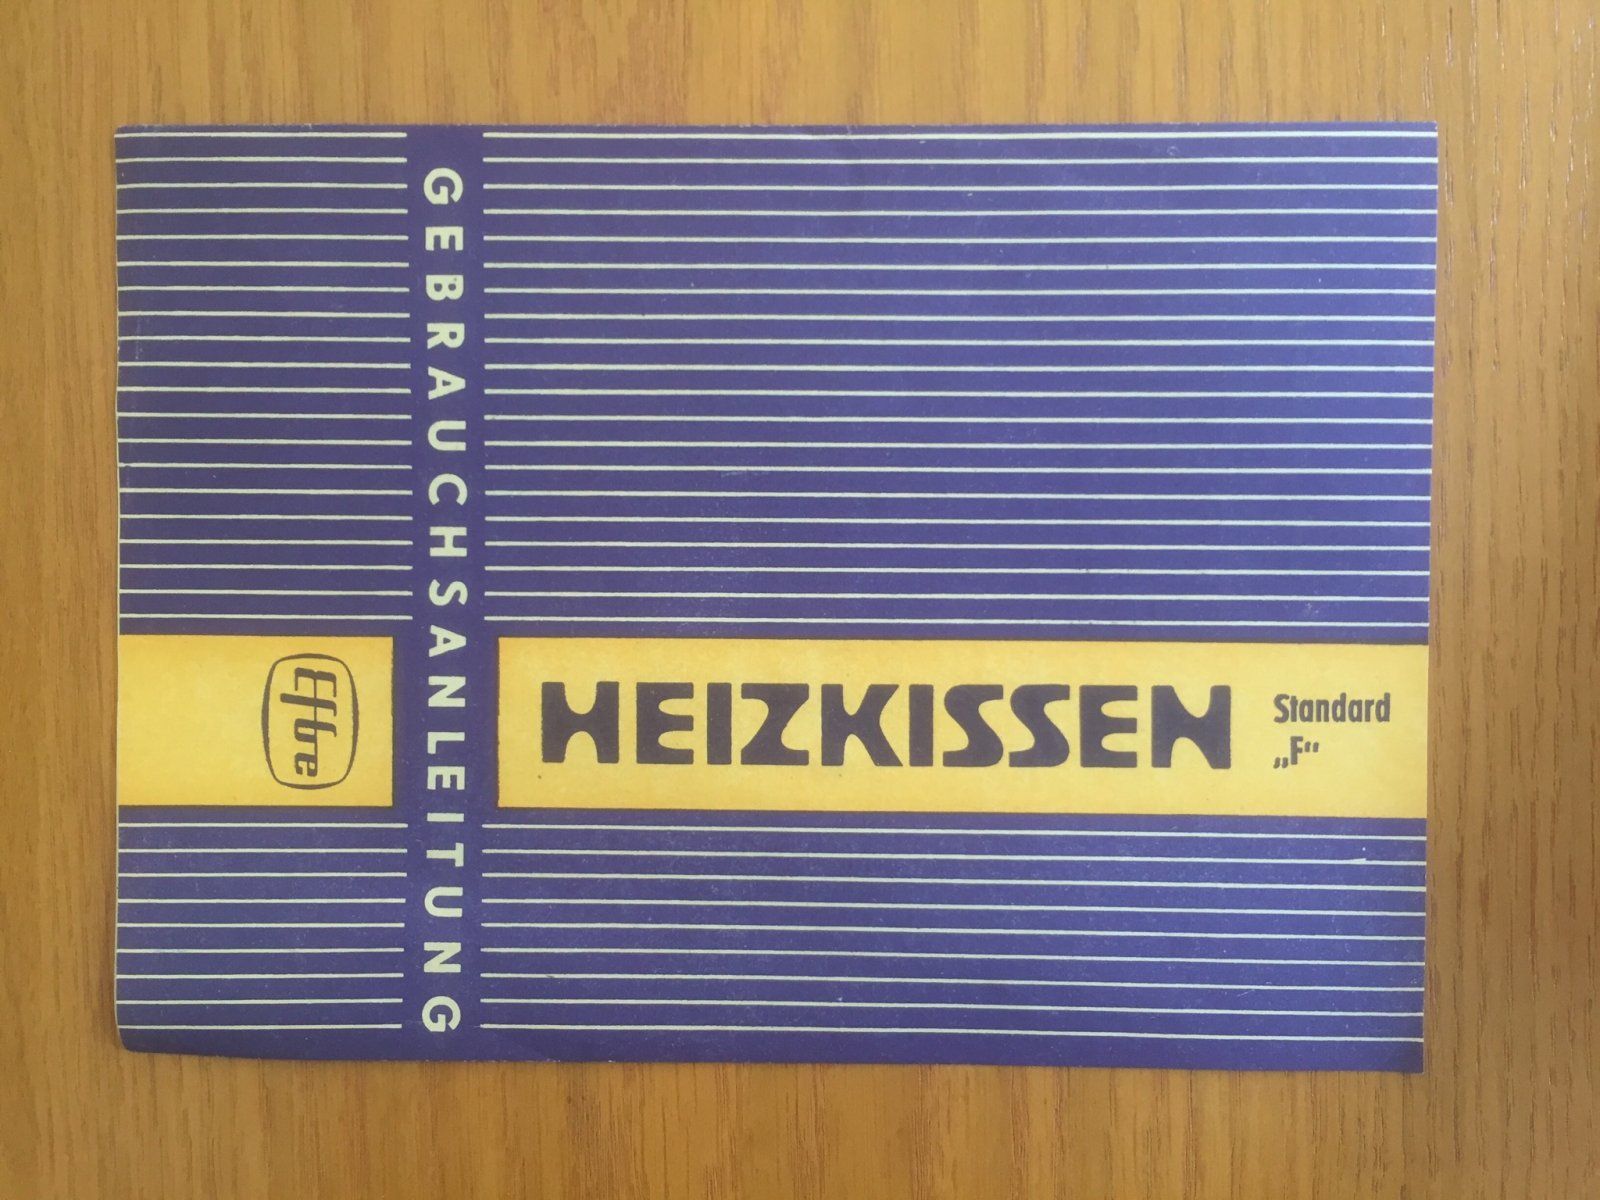 GEBRAUCHSANLEITUNG
Efbe
HEIZKISSEN
Standard
„F“